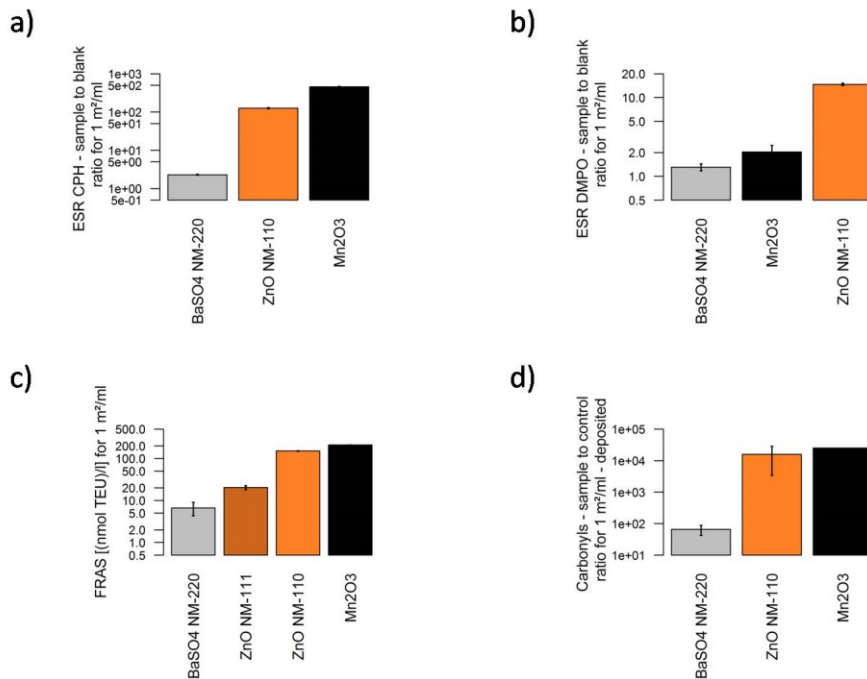 a)
ESR CPH - sample to blank
ratio for 1 m²/ml
1e+03
5e+02
1e+02
5e+01
1e+01
5e+00
1e+00
5e-01
BaSO4 NM-220
ZnO NM-110
Mn2O3
b)
ESR DMPO - sample to blank
ratio for 1 m²/ml
20.0
10.0
5.0
2.0
1.0
0.5
BaSO4 NM-220
Mn2O3
ZnO NM-110
c)
FRAS [(nmol TEU)/l] for 1 m²/ml
500.0
200.0
100.0
50.0
20.0
10.0
5.0
2.0
1.0
0.5
BaSO4 NM-220
ZnO NM-111
ZnO NM-110
Mn2O3
d)
Carbonyls - sample to control
ratio for 1 m²/ml - deposited
1e+05
1e+04
1e+03
1e+02
1e+01
BaSO4 NM-220
ZnO NM-110
Mn2O3